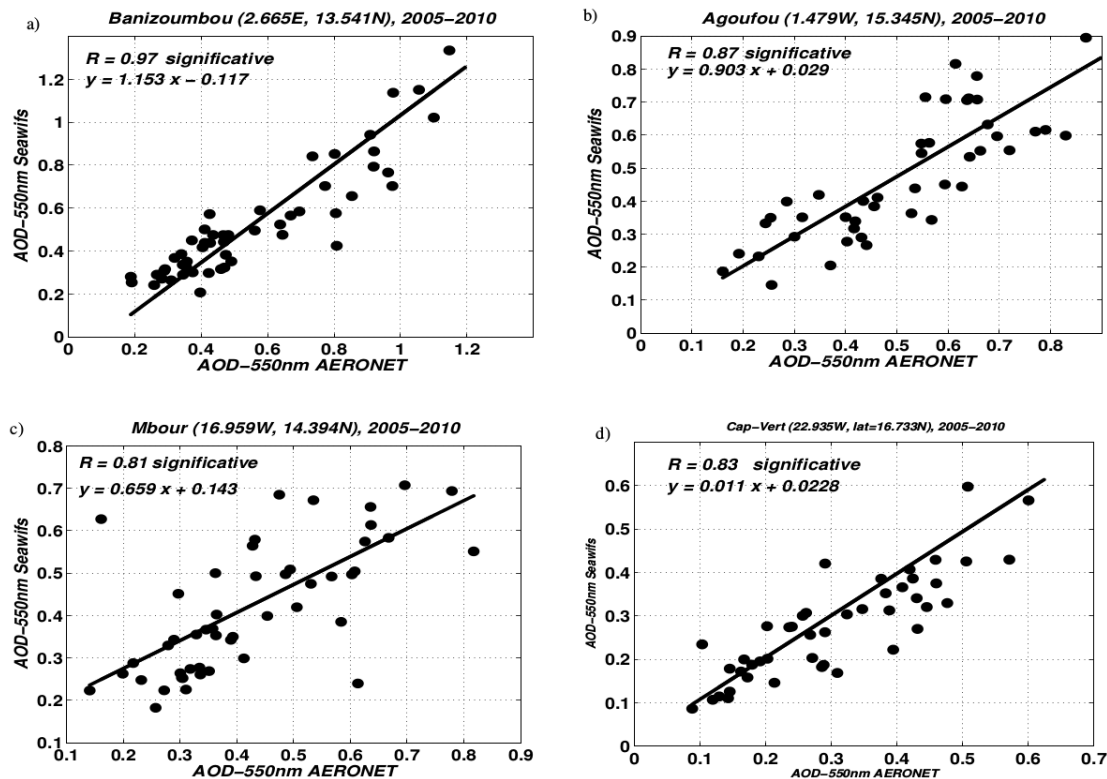 a)
Banizoumbou (2.665E, 13.541N), 2005−2010
R = 0.97 significative
y = 1.153 x − 0.117
AOD−550nm Seawifs
1.2
1
0.8
0.6
0.4
0.2
0
0 0.2 0.4 0.6 0.8 1 1.2
AOD−550nm AERONET
b)
Agoufou (1.479W, 15.345N), 2005−2010
R = 0.87 significative
y = 0.903 x + 0.029
AOD−550nm Seawifs
0.9
0.8
0.7
0.6
0.5
0.4
0.3
0.2
0.1
0
0 0.1 0.2 0.3 0.4 0.5 0.6 0.7 0.8
AOD−550nm AERONET
c)
Mbour (16.959W, 14.394N), 2005−2010
R = 0.81 significative
y = 0.659 x + 0.143
AOD−550nm Seawifs
0.8
0.7
0.6
0.5
0.4
0.3
0.2
0.1
0.1 0.2 0.3 0.4 0.5 0.6 0.7 0.8 0.9
AOD−550nm AERONET
d)
Cap−Vert (22.935W, lat=16.733N), 2005−2010
R = 0.83 significative
y = 0.011 x + 0.0228
AOD−550nm Seawifs
0.6
0.5
0.4
0.3
0.2
0.1
0
0 0.1 0.2 0.3 0.4 0.5 0.6 0.7
AOD−550nm AERONET